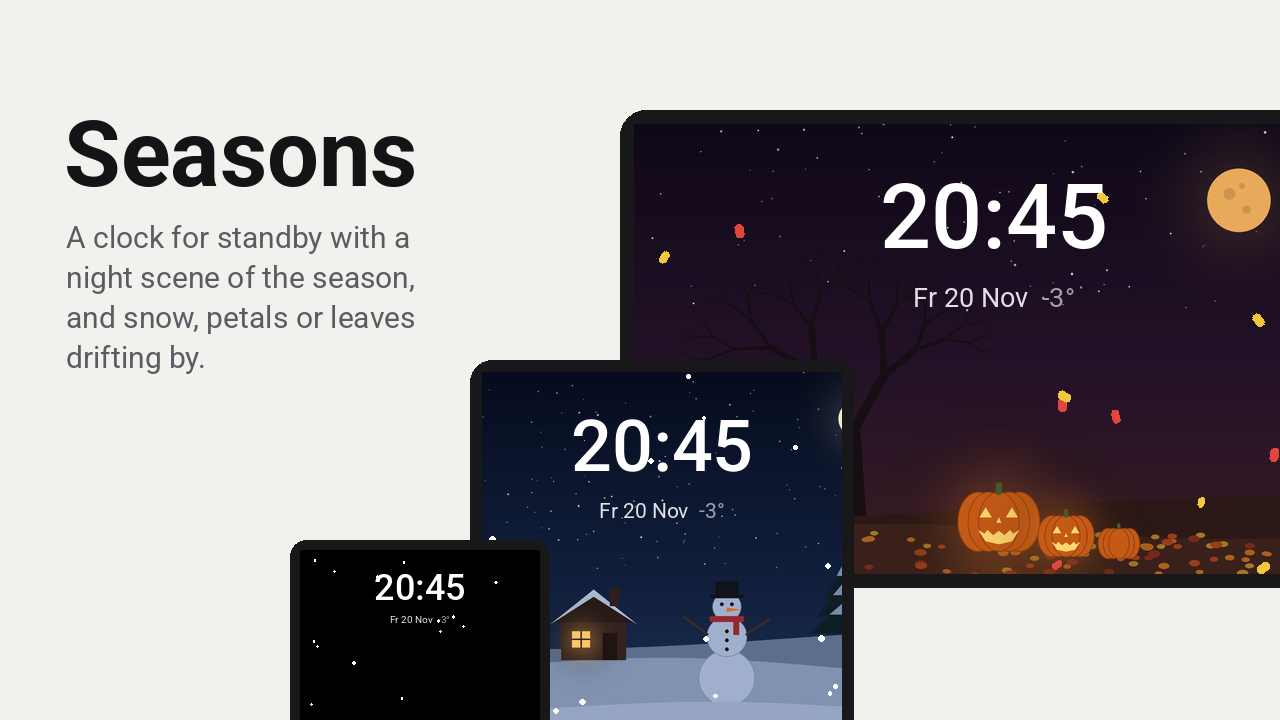 Seasons
A clock for standby with a
night scene of the season,
and snow, petals or leaves
drifting by.
20:45
Fr 20 Nov -3°
20:45
Fr 20 Nov -3°
20:45
Fr 20 Nov -3°